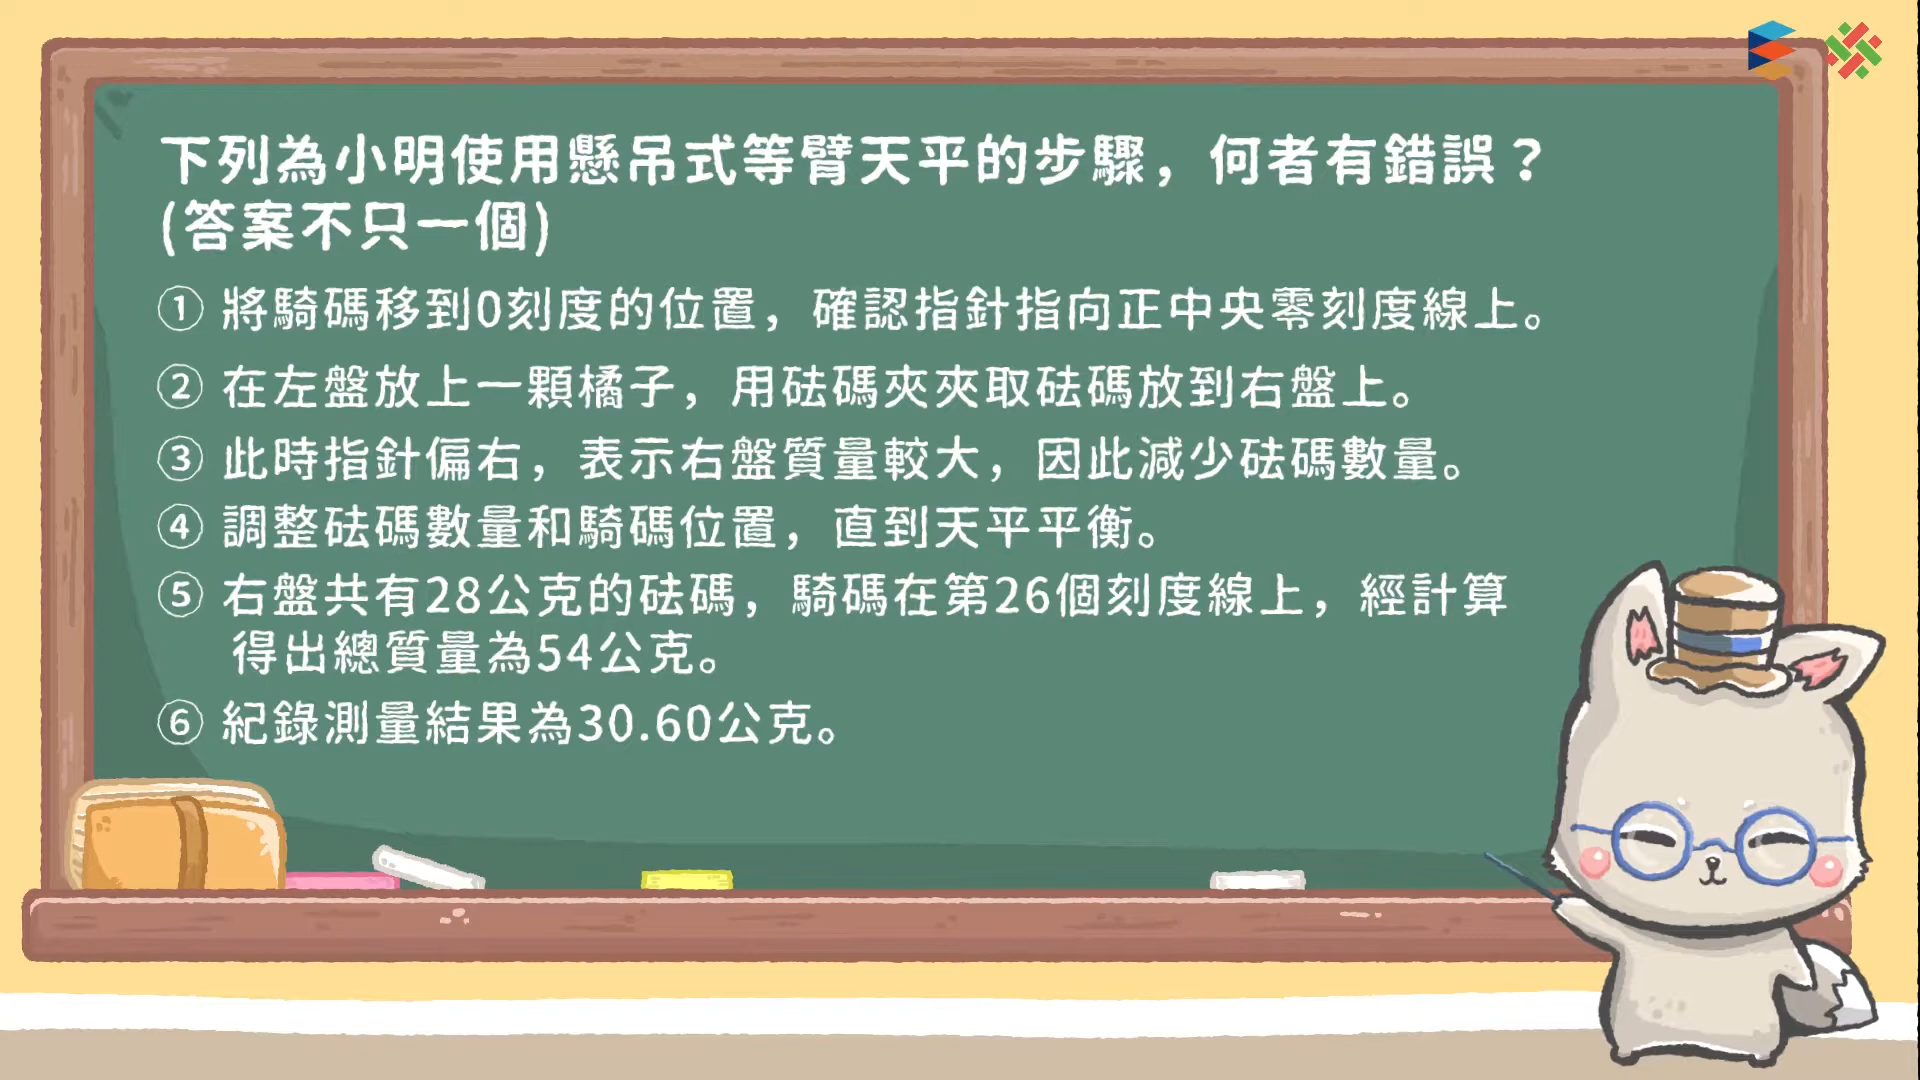 下列為小明使用懸吊式等臂天平的步驟，何者有錯誤？
(答案不只一個)
① 將騎碼移到0刻度的位置，確認指針指向正中央零刻度線上。
② 在左盤放上一顆橘子，用砝碼夾夾取砝碼放到右盤上。
③ 此時指針偏右，表示右盤質量較大，因此減少砝碼數量。
④ 調整砝碼數量和騎碼位置，直到天平平衡。
⑤ 右盤共有28公克的砝碼，騎碼在第26個刻度線上，經計算
得出總質量為54公克。
⑥ 紀錄測量結果為30.60公克。